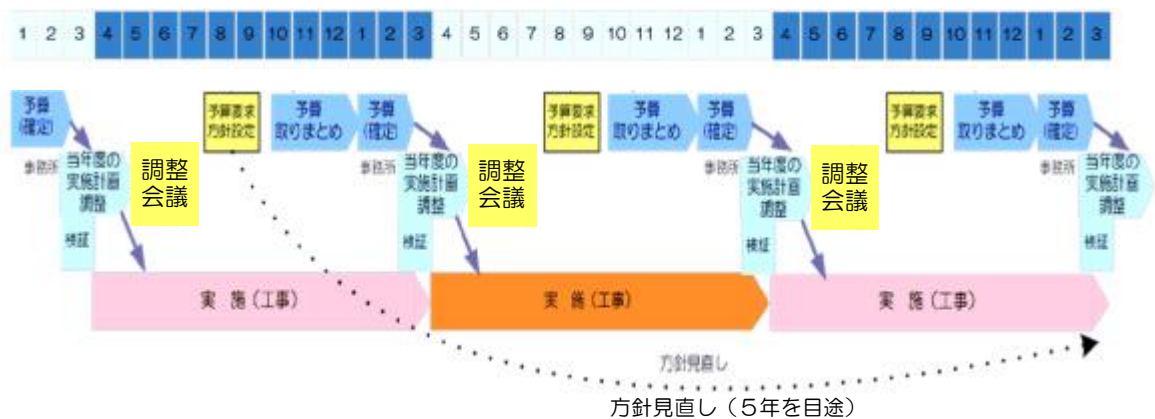 1 2 3 4 5 6 7 8 9 10 11 12 1 2 3 4 5 6 7 8 9 10 11 12 1 2 3 4 5 6 7 8 9 10 11 12 1 2 3
予算
(確定)
予算要求
方針設定
予算
取りまとめ
予算
(確定)
予算要求
方針設定
予算
取りまとめ
予算
(確定)
予算要求
方針設定
予算
取りまとめ
予算
(確定)
事務所
当年度の
実施計画
調整
調整
会議
事務所
当年度の
実施計画
調整
調整
会議
事務所
当年度の
実施計画
調整
調整
会議
事務所
当年度の
実施計画
調整
検証
検証
検証
検証
実 施(工事)
実 施(工事)
実 施(工事)
方針見直し
方針見直し(5年を目途)